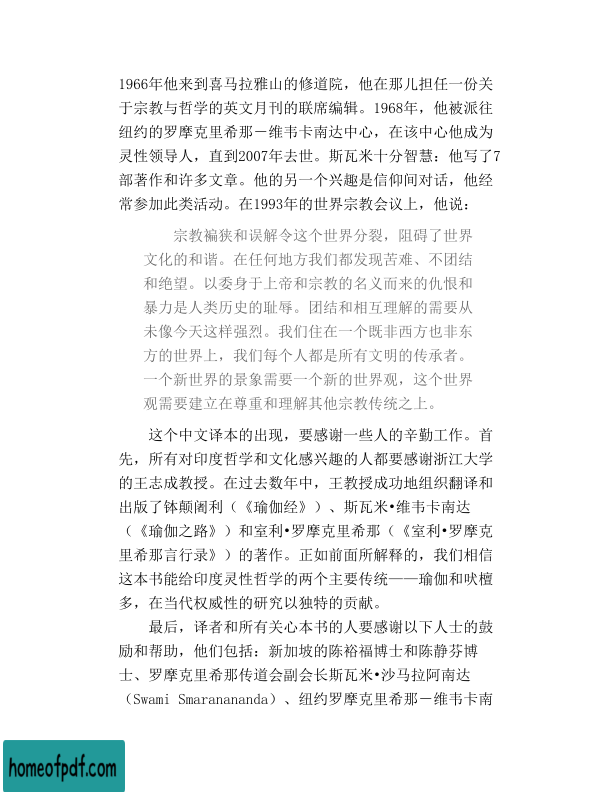 1966年他来到喜马拉雅山的修道院，他在那儿担任一份关
于宗教与哲学的英文月刊的联席编辑。1968年，他被派往
纽约的罗摩克里希那－维韦卡南达中心，在该中心他成为
灵性领导人，直到2007年去世。斯瓦米十分智慧：他写了7
部著作和许多文章。他的另一个兴趣是信仰间对话，他经
常参加此类活动。在1993年的世界宗教会议上，他说：
宗教褊狭和误解令这个世界分裂，阻碍了世界
文化的和谐。在任何地方我们都发现苦难、不团结
和绝望。以委身于上帝和宗教的名义而来的仇恨和
暴力是人类历史的耻辱。团结和相互理解的需要从
未像今天这样强烈。我们住在一个既非西方也非东
方的世界上，我们每个人都是所有文明的传承者。
一个新世界的景象需要一个新的世界观，这个世界
观需要建立在尊重和理解其他宗教传统之上。
这个中文译本的出现，要感谢一些人的辛勤工作。首
先，所有对印度哲学和文化感兴趣的人都要感谢浙江大学
的王志成教授。在过去数年中，王教授成功地组织翻译和
出版了钵颠阇利（《瑜伽经》）、斯瓦米•维韦卡南达
（《瑜伽之路》）和室利•罗摩克里希那（《室利•罗摩克
里希那言行录》）的著作。正如前面所解释的，我们相信
这本书能给印度灵性哲学的两个主要传统——瑜伽和吠檀
多，在当代权威性的研究以独特的贡献。
最后，译者和所有关心本书的人要感谢以下人士的鼓
励和帮助，他们包括：新加坡的陈裕福博士和陈静芬博
士、罗摩克里希那传道会副会长斯瓦米•沙马拉阿南达
（Swami Smaranananda）、纽约罗摩克里希那－维韦卡南
homeofpdf.com